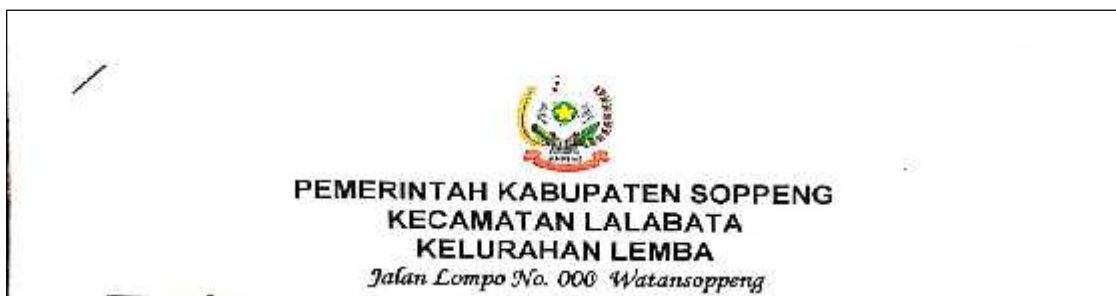 PEMERINTAH KABUPATEN SOPPENG
KECAMATAN LALABATA
KELURAHAN LEMBA
Jalan Lompo No. 000 Watansoppeng